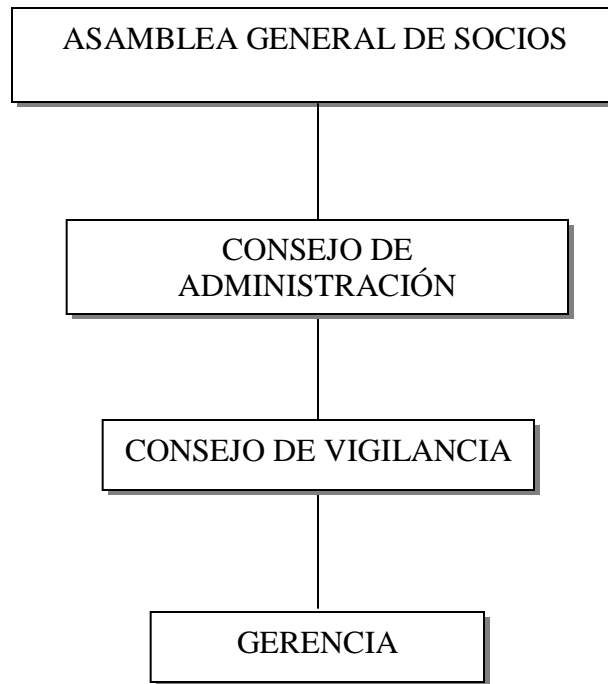 ASAMBLEA GENERAL DE SOCIOS
CONSEJO DE
ADMINISTRACIÓN
CONSEJO DE VIGILANCIA
GERENCIA